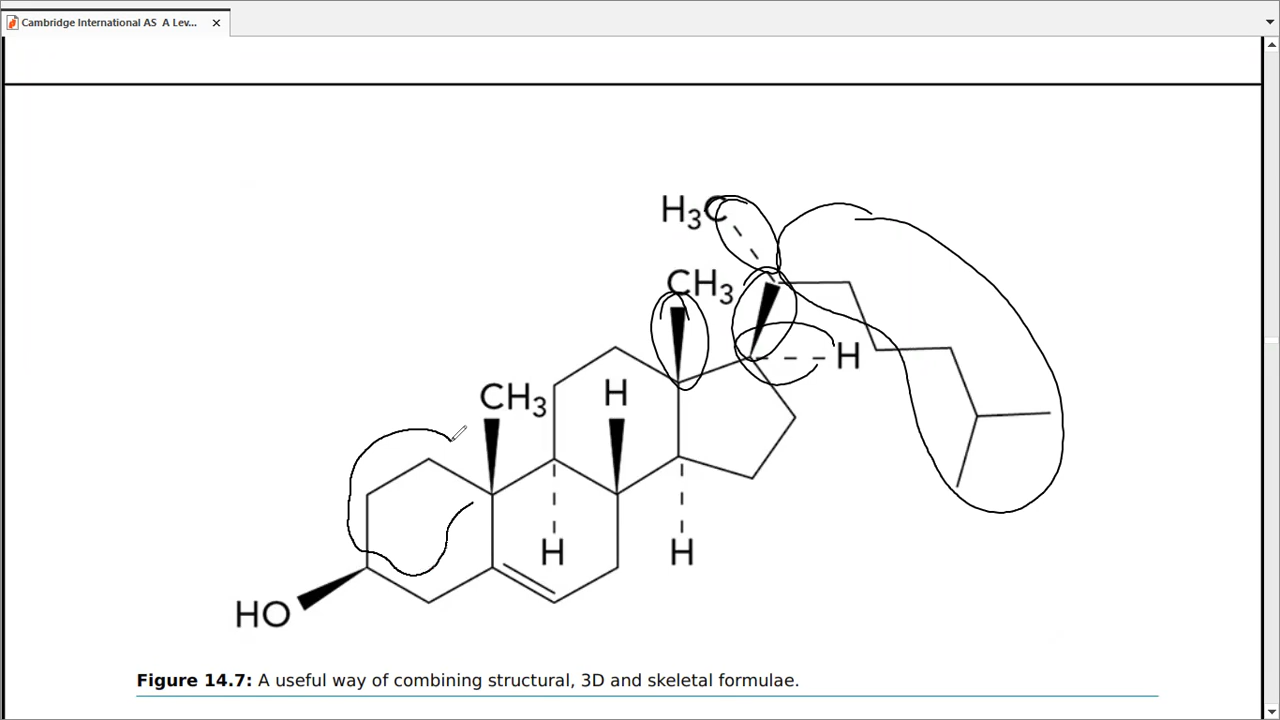 Cambridge International AS A Lev...
H3C
CH3
H
CH3
H
H
H
HO
Figure 14.7: A useful way of combining structural, 3D and skeletal formulae.